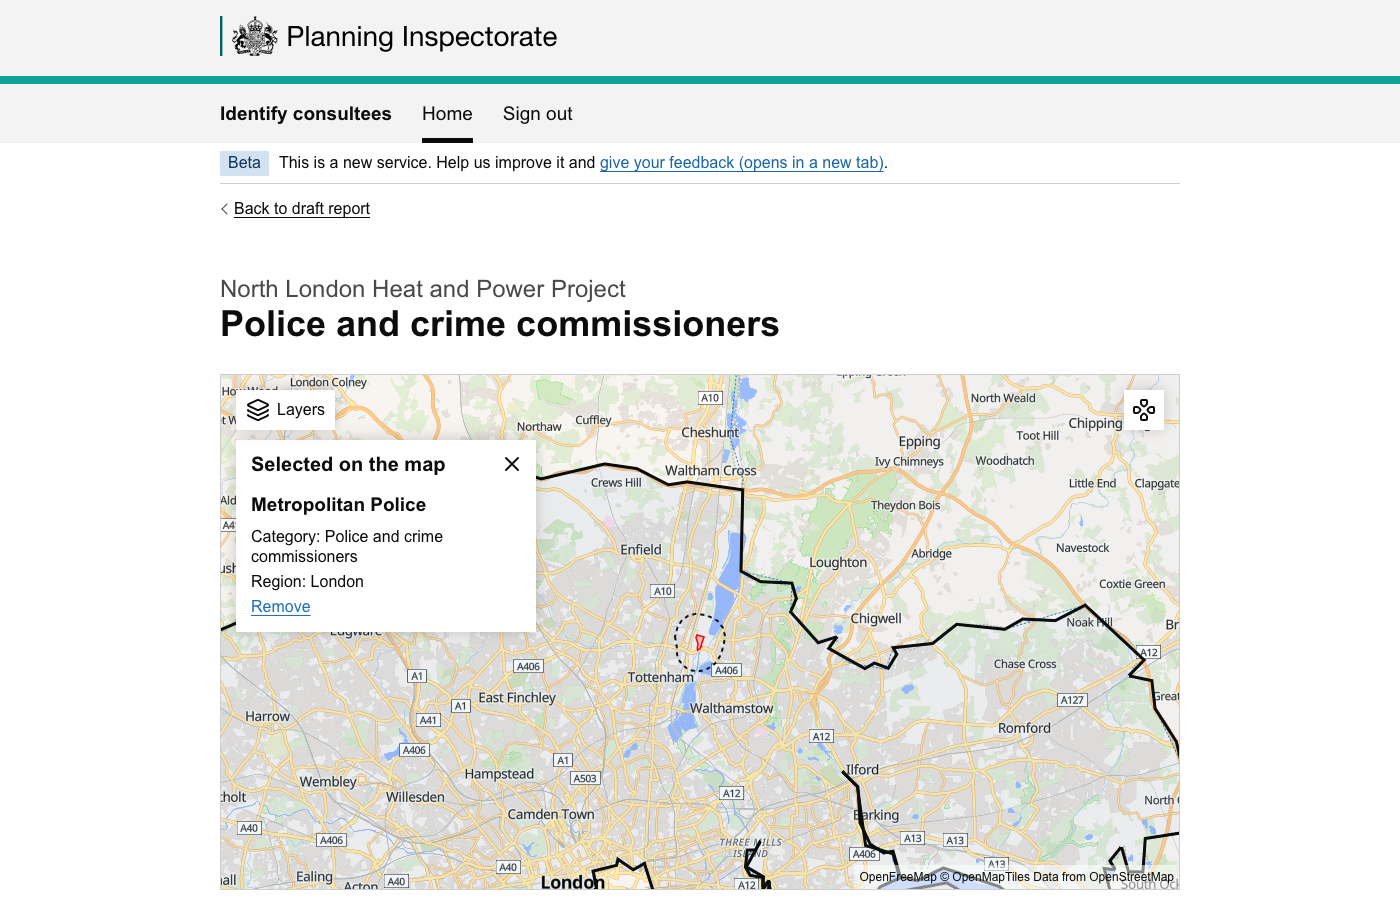 Planning Inspectorate
Identify consultees Home Sign out
Beta This is a new service. Help us improve it and give your feedback (opens in a new tab).
Back to draft report
North London Heat and Power Project
Police and crime commissioners
London Colney
Layers
A10
North Weald
Northaw
Cuffley
Cheshunt
Chipping
Toot Hill
Epping
Ivy Chimneys
Woodhatch
Selected on the map
Waltham Cross
Crews Hill
Little End
Clapgate
Metropolitan Police
Theydon Bois
Category: Police and crime
commissioners
Region: London
Remove
Enfield
Abridge
Navestock
Loughton
Coxtie Green
A10
Chigwell
Noak Hill
Edgware
A12
A406
A406
Chase Cross
A1
Tottenham
East Finchley
A1
A127
Great
Harrow
A41
Walthamstow
Romford
A12
A406
A1
Hampstead
A503
Ilford
Wembley
Willesden
A12
Camden Town
Barking
A40
A406
THREE MILLS
ISLAND
A13
A13
A406
A13
A40
Ealing
Acton
A40
London
A12
OpenFreeMap © OpenMapTiles Data from OpenStreetMap